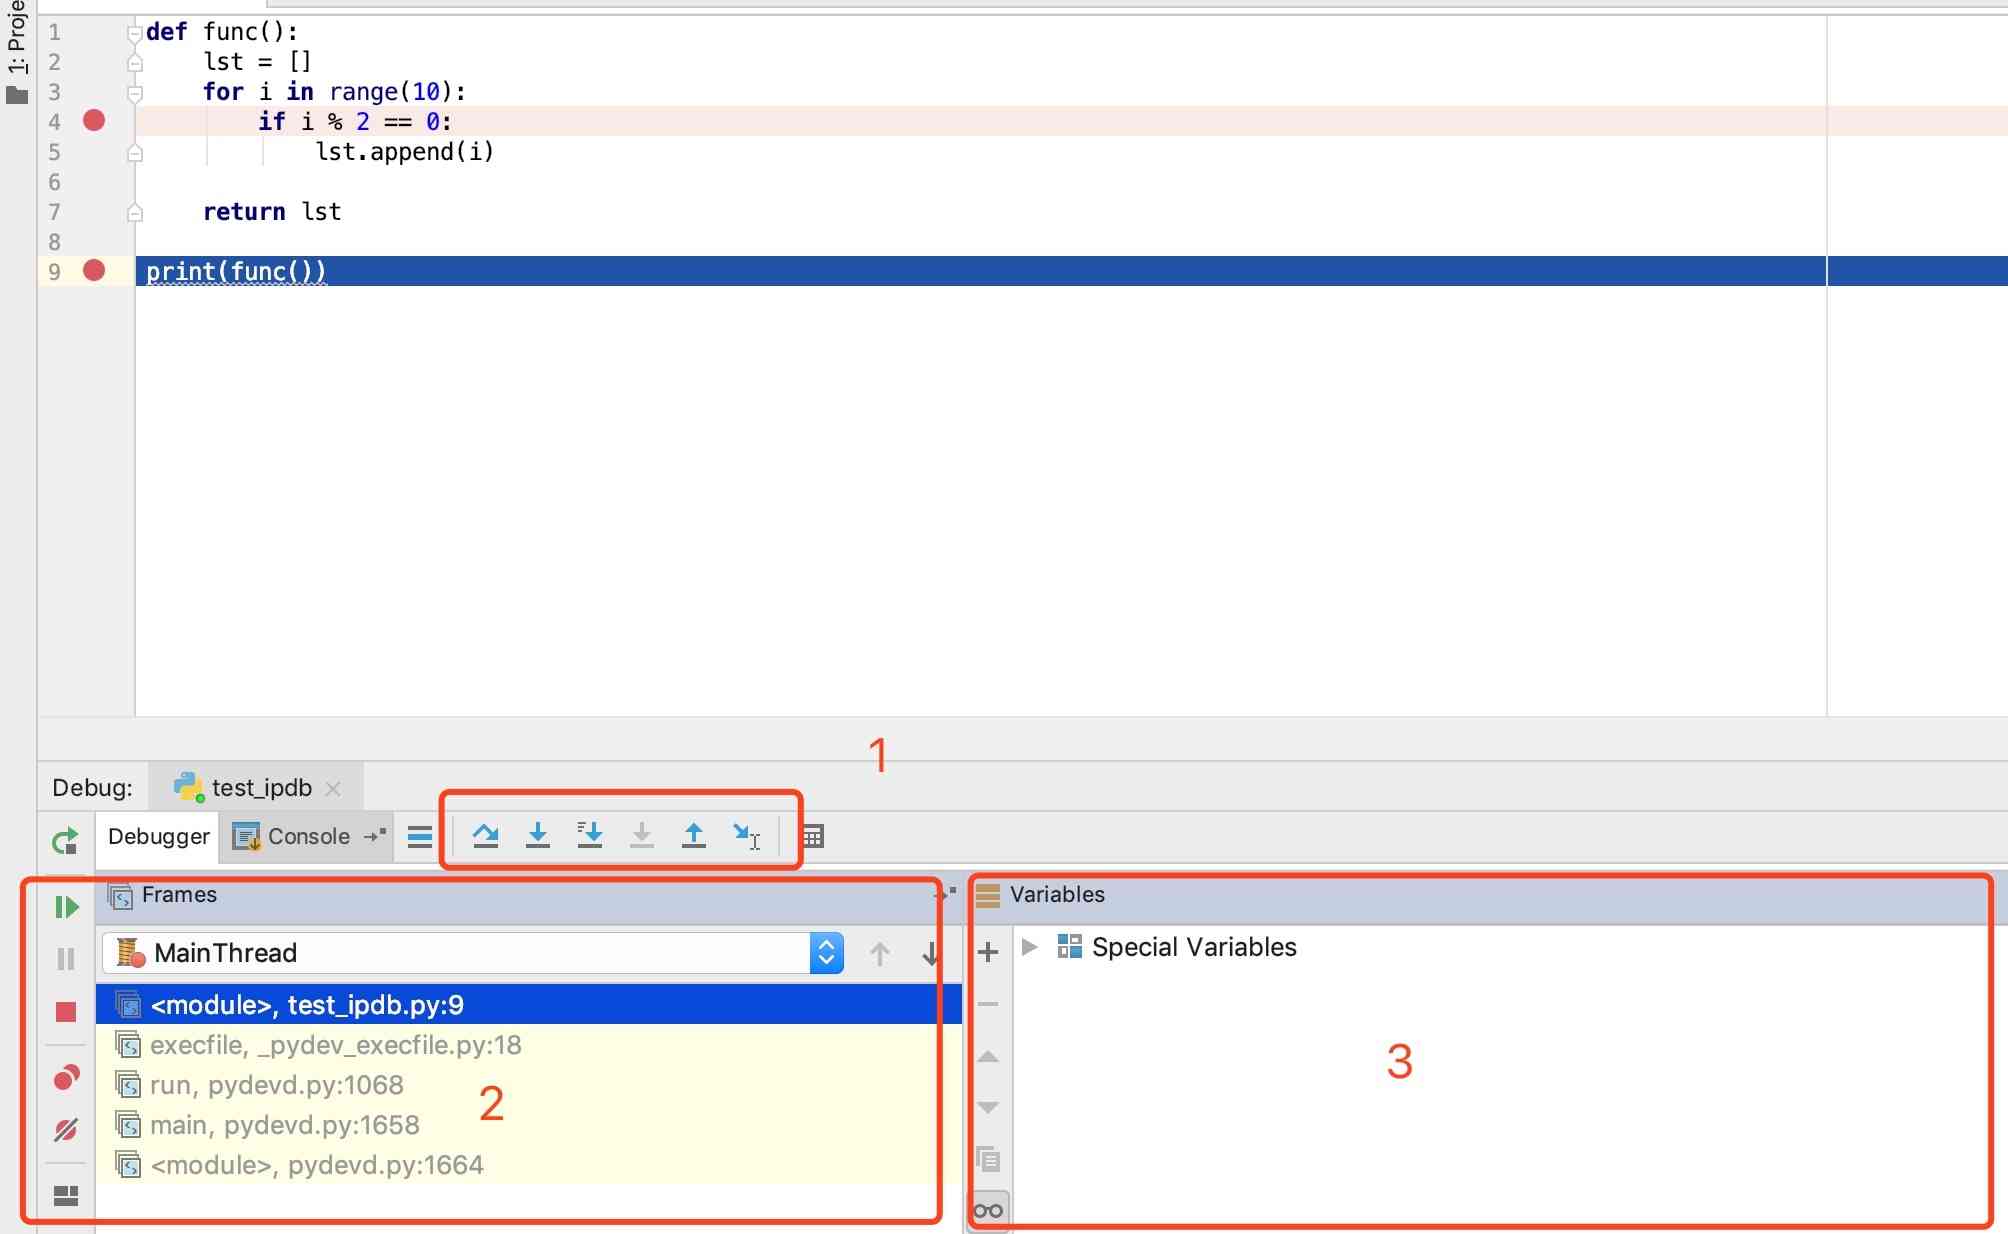 1: Proje
1 def func():
2     lst = []
3     for i in range(10):
4         if i % 2 == 0:
5             lst.append(i)
6
7     return lst
8
9 print(func())
1
Debug: test_ipdb
Debugger Console
Frames
Variables
MainThread
Special Variables
<module>, test_ipdb.py:9
execfile, _pydev_execfile.py:18
run, pydevd.py:1068
main, pydevd.py:1658
<module>, pydevd.py:1664
2
3